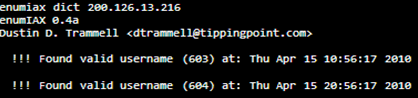 enumiax dict 200.126.13.216
enumIAX 0.4a
Dustin D. Trammell <dtrammell@tippingpoint.com>
!!! Found valid username (603) at: Thu Apr 15 10:56:17 2010
!!! Found valid username (604) at: Thu Apr 15 20:56:17 2010